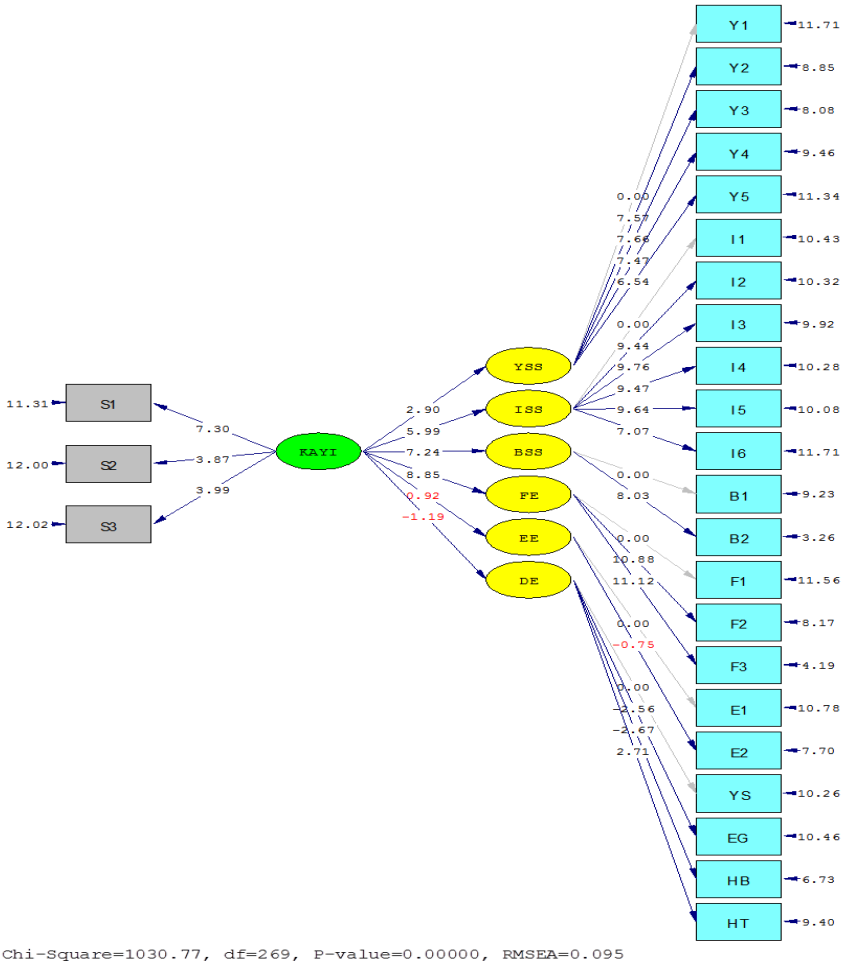 Y1 11.71
Y2 8.85
Y3 8.08
Y4 9.46
Y5 11.34
I1 10.43
I2 10.32
I3 9.92
I4 10.28
I5 10.08
I6 11.71
B1 9.23
B2 3.26
F1 11.56
F2 8.17
F3 4.19
E1 10.78
E2 7.70
YS 10.26
EG 10.46
HB 6.73
HT 9.40
0.00
7.57
7.66
7.47
6.54
0.00
9.44
9.76
9.47
9.64
7.07
0.00
8.03
0.00
10.88
11.12
0.00
-0.75
0.00
-2.56
-2.67
2.71
YSS
ISS
BSS
FE
EE
DE
2.90
5.99
7.24
8.85
0.92
-1.19
KAYI
7.30
3.87
3.99
11.31 S1
12.00 S2
12.02 S3
Chi-Square=1030.77, df=269, P-value=0.00000, RMSEA=0.095